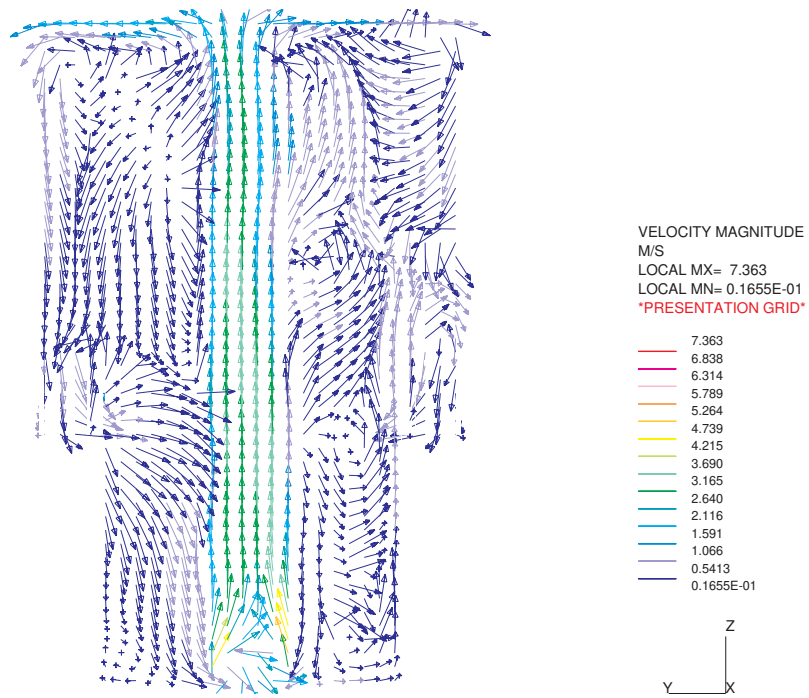 VELOCITY MAGNITUDE
M/S
LOCAL MX= 7.363
LOCAL MN= 0.1655E-01
*PRESENTATION GRID*
7.363
6.838
6.314
5.789
5.264
4.739
4.215
3.690
3.165
2.640
2.116
1.591
1.066
0.5413
0.1655E-01
Z
Y
X